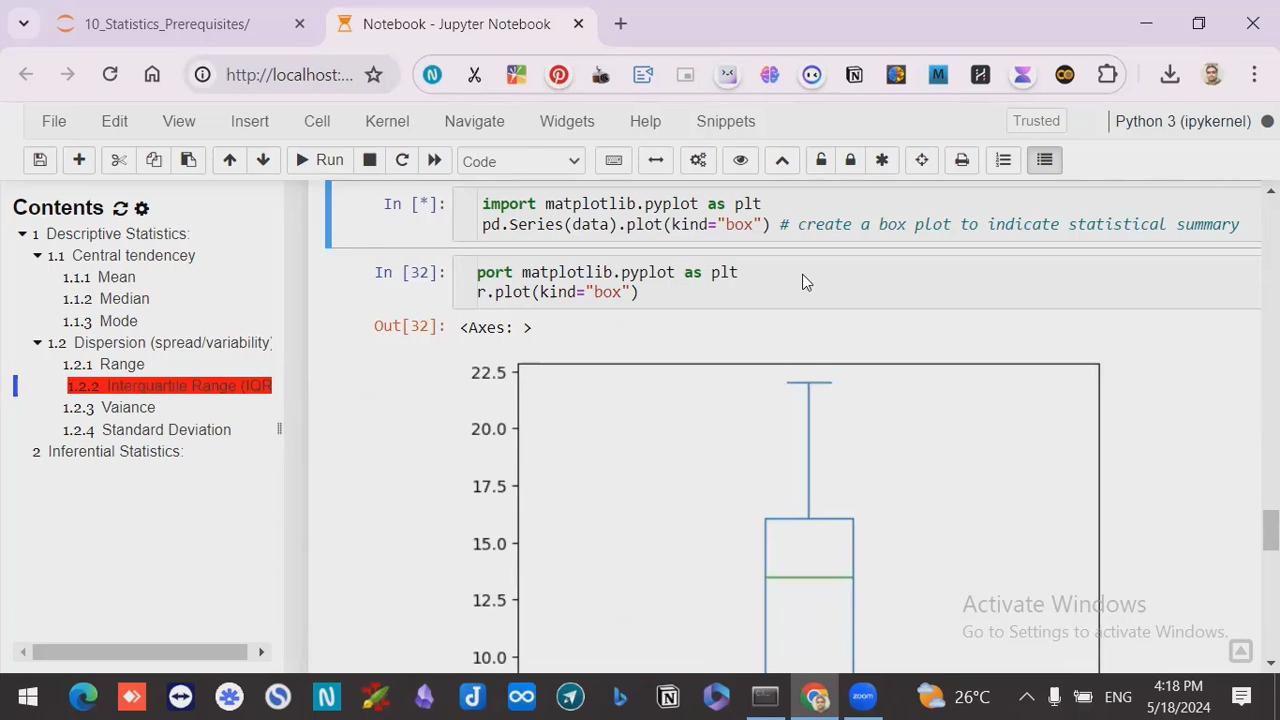 10_Statistics_Prerequisites/
Notebook - Jupyter Notebook
http://localhost:...
File Edit View Insert Cell Kernel Navigate Widgets Help Snippets
Trusted
Python 3 (ipykernel)
Run
Code
Contents
1 Descriptive Statistics:
1.1 Central tendencey
1.1.1 Mean
1.1.2 Median
1.1.3 Mode
1.2 Dispersion (spread/variability)
1.2.1 Range
1.2.2 Interquartile Range (IQR
1.2.3 Vaiance
1.2.4 Standard Deviation
2 Inferential Statistics:
In [*]:
import matplotlib.pyplot as plt
pd.Series(data).plot(kind="box") # create a box plot to indicate statistical summary
In [32]:
port matplotlib.pyplot as plt
r.plot(kind="box")
Out[32]:
<Axes: >
22.5
20.0
17.5
15.0
12.5
10.0
Activate Windows
Go to Settings to activate Windows.
zoom
26°C
ENG
4:18 PM
5/18/2024